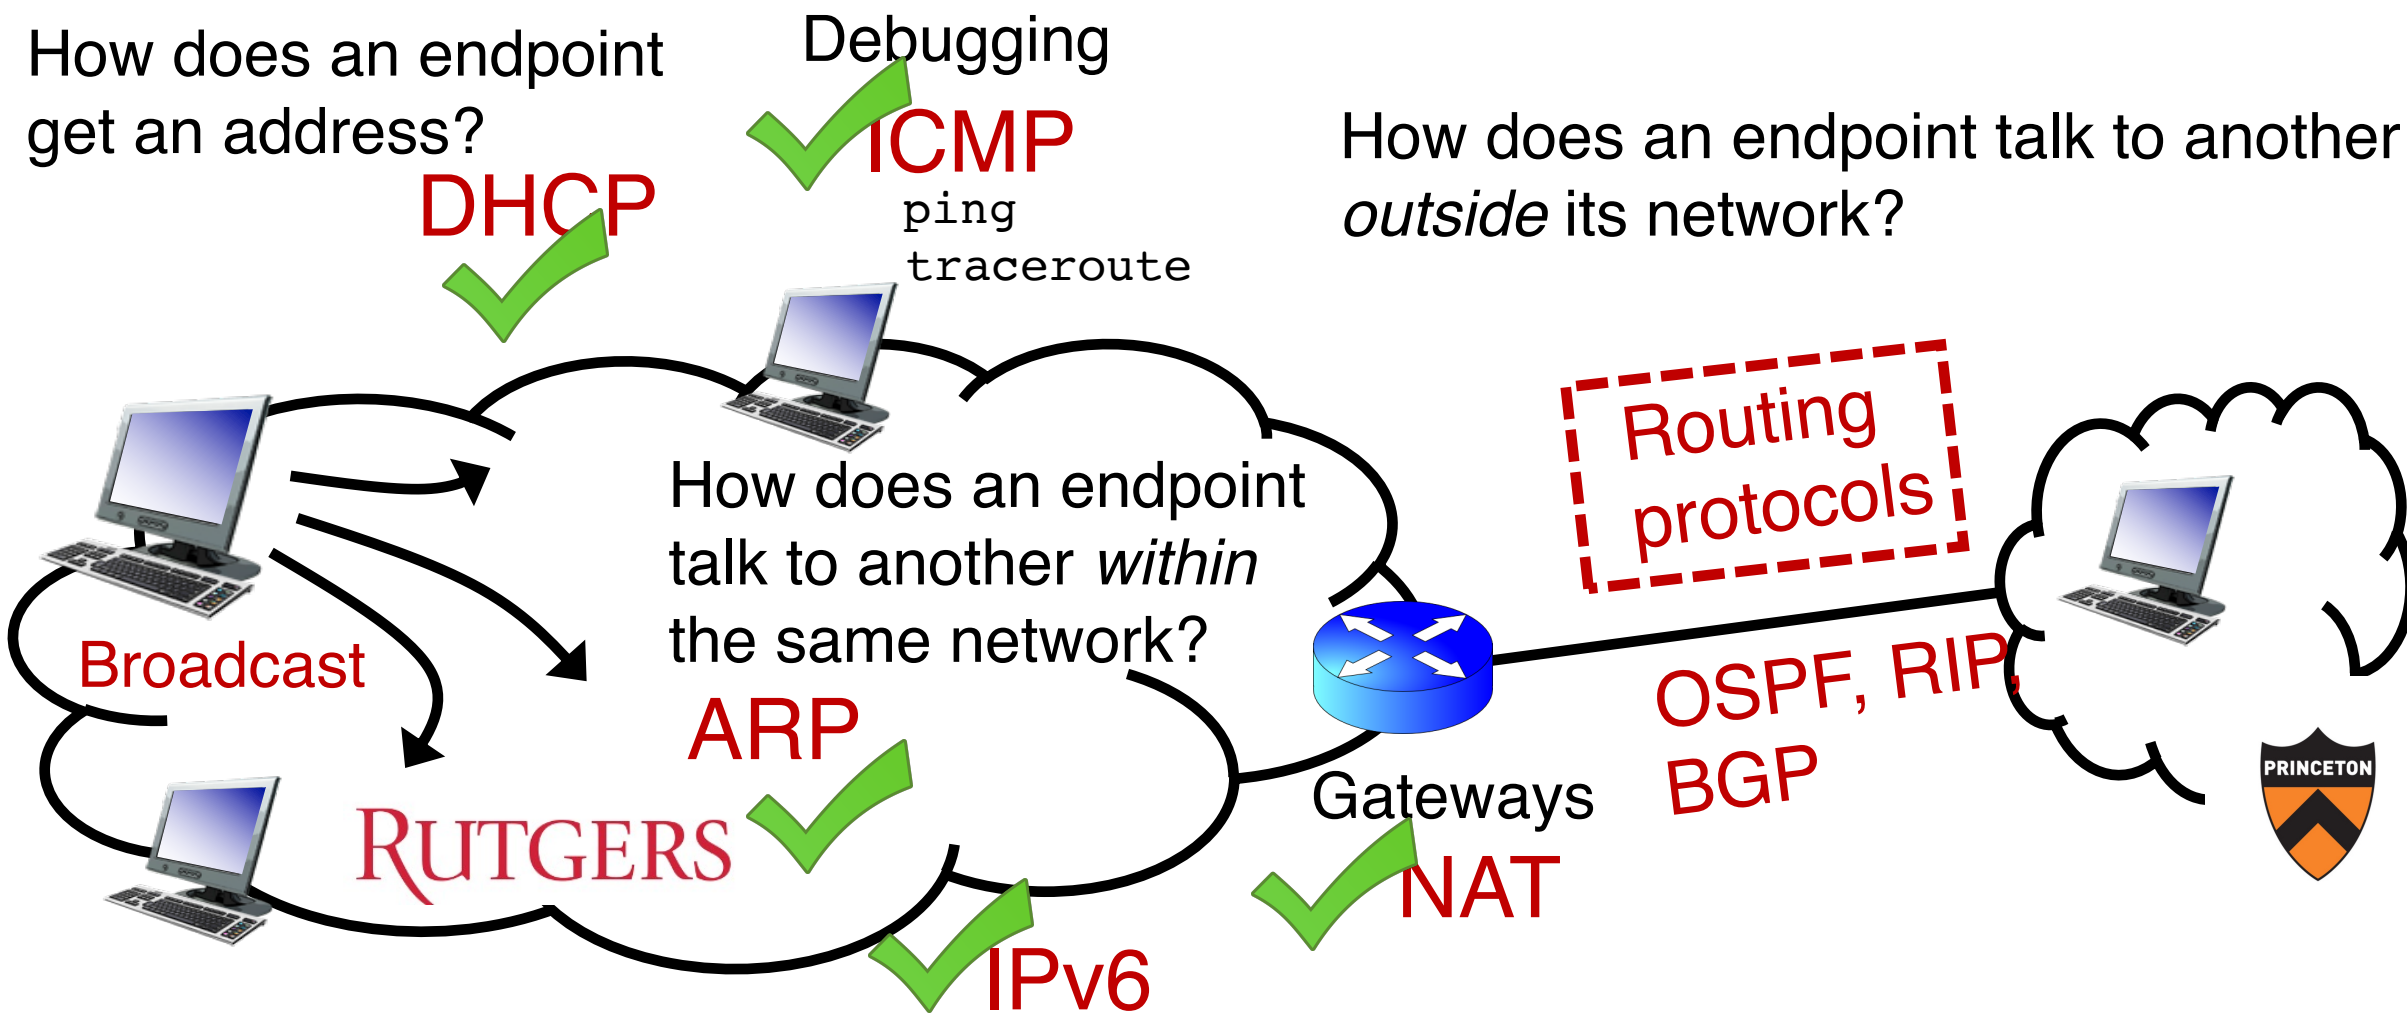 How does an endpoint
get an address?
DHCP
Debugging
ICMP
ping
traceroute
How does an endpoint talk to another
outside its network?
Routing
protocols
How does an endpoint
talk to another within
the same network?
Broadcast
ARP
OSPF, RIP,
BGP
RUTGERS
Gateways
NAT
IPv6
PRINCETON